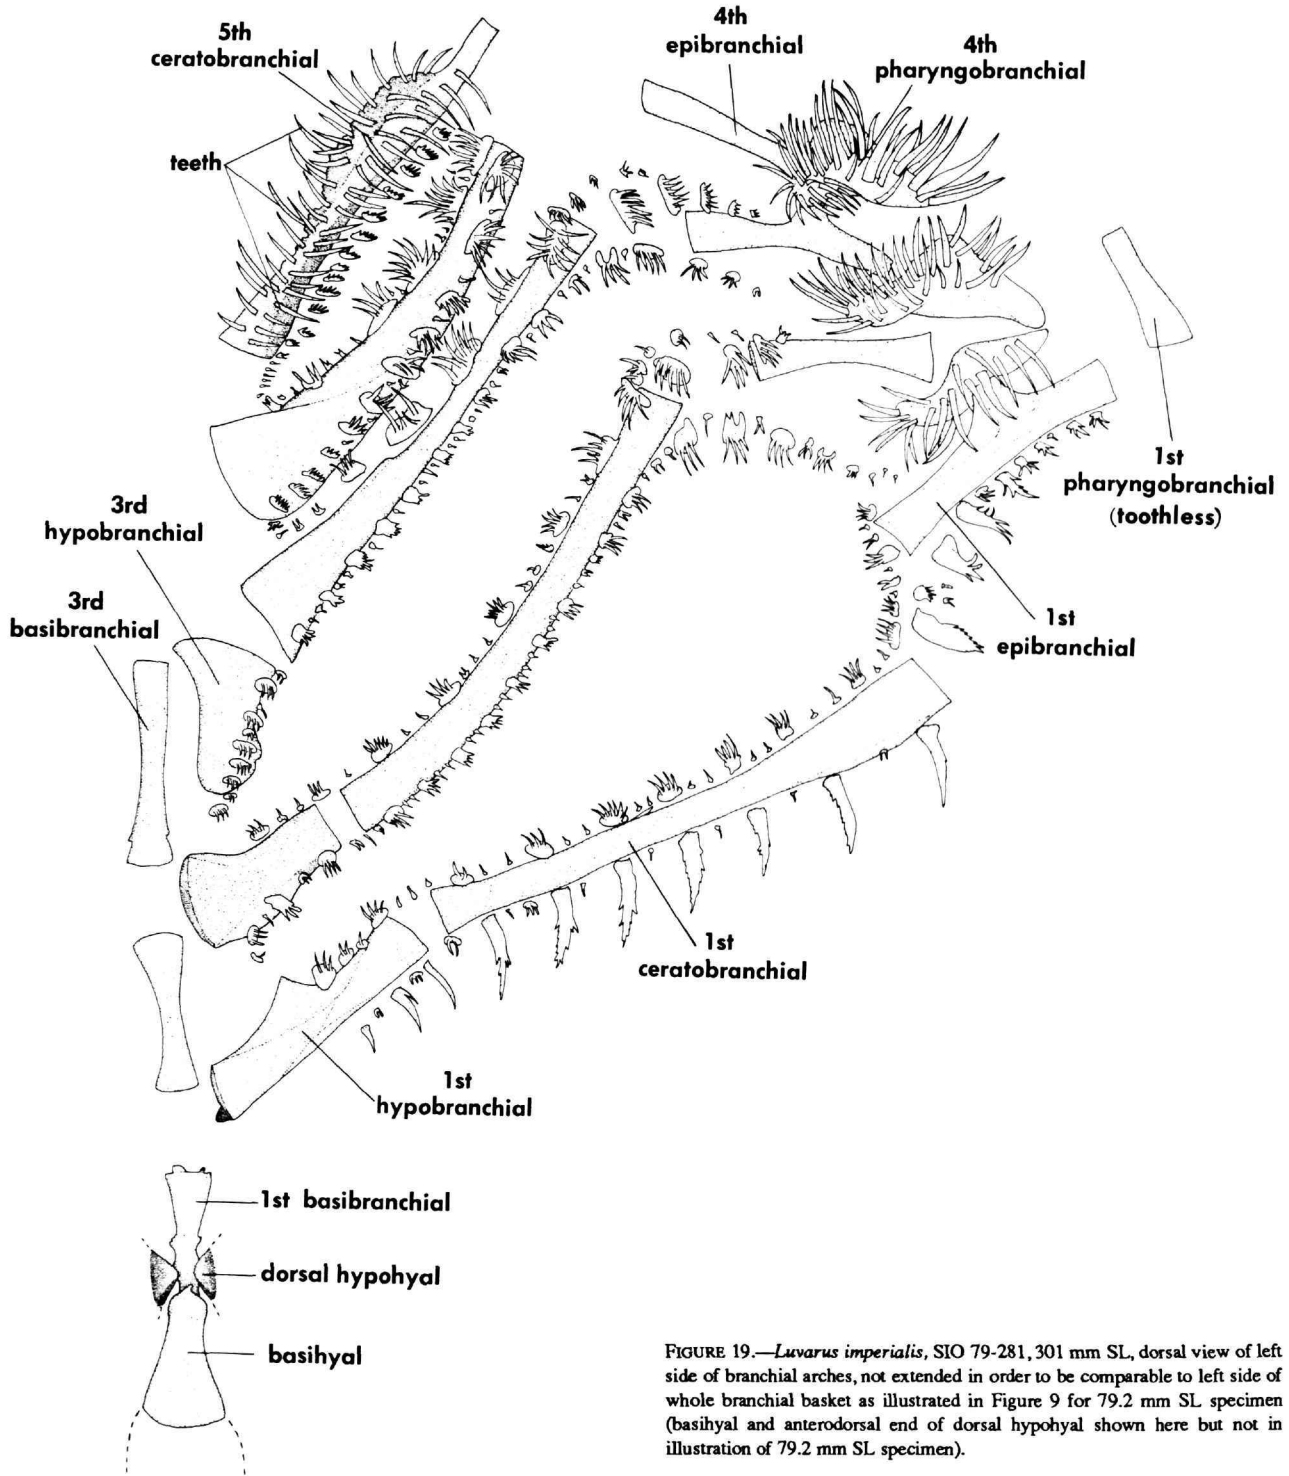 5th
ceratobranchial
4th
epibranchial
4th
pharyngobranchial
teeth
1st
pharyngobranchial
(toothless)
3rd
hypobranchial
3rd
basibranchial
1st
epibranchial
1st
ceratobranchial
1st
hypobranchial
1st basibranchial
dorsal hypohyal
basihyal
FIGURE 19.—Luvarus imperialis, SIO 79-281, 301 mm SL, dorsal view of left
side of branchial arches, not extended in order to be comparable to left side of
whole branchial basket as illustrated in Figure 9 for 79.2 mm SL specimen
(basihyal and anterodorsal end of dorsal hypohyal shown here but not in
illustration of 79.2 mm SL specimen).